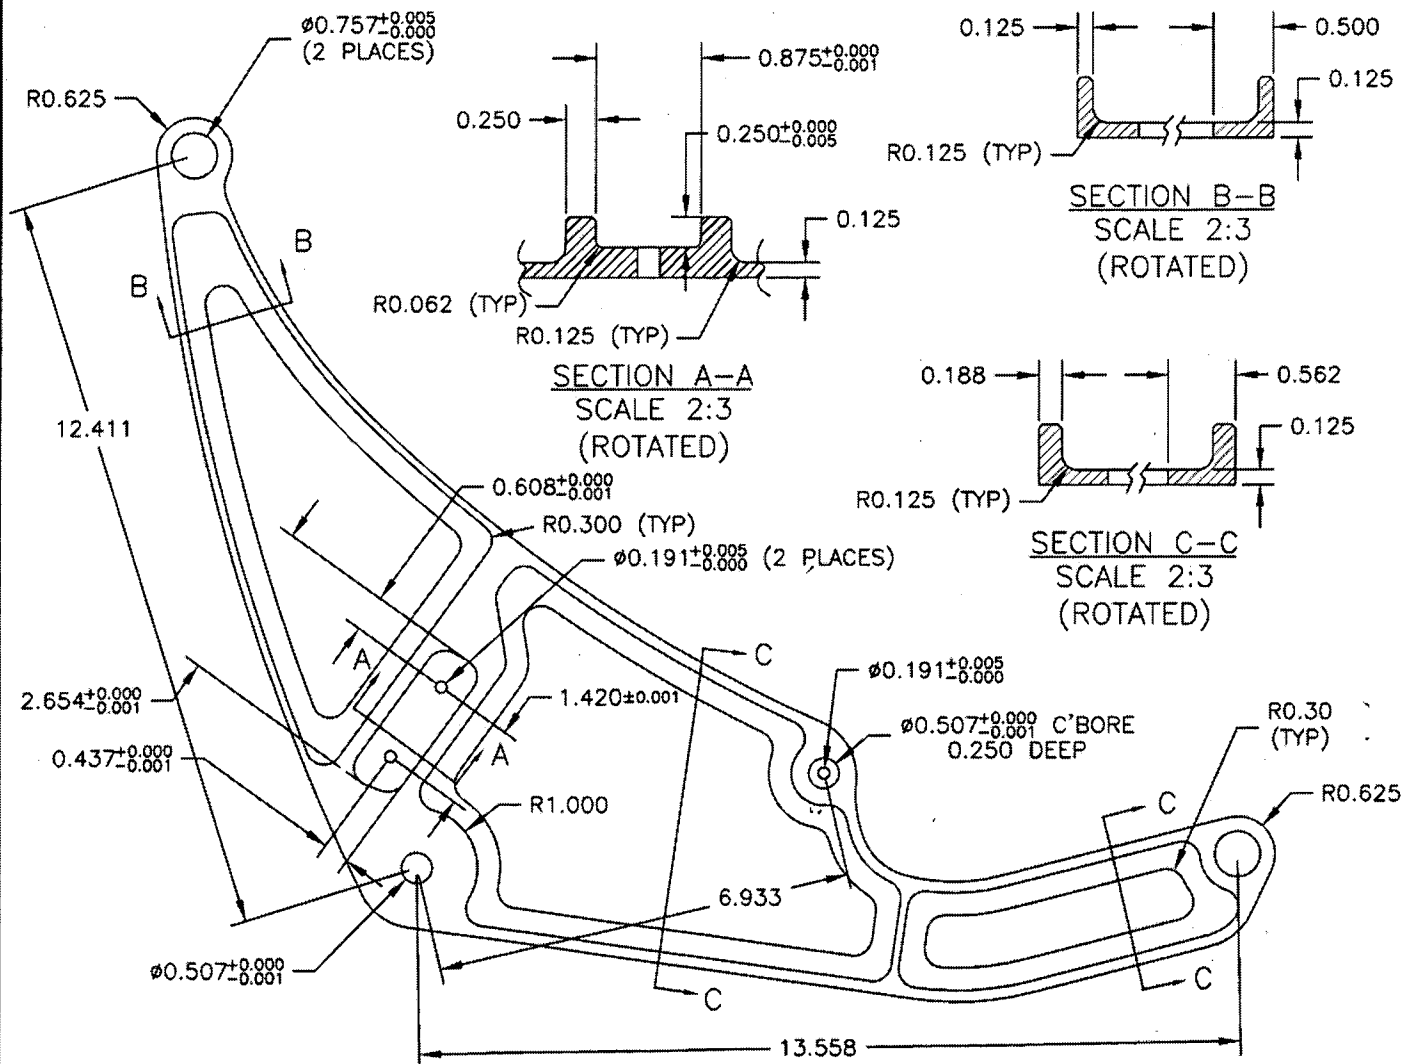 ø0.757+0.005 -0.000
(2 PLACES)
R0.625
0.875+0.000 -0.001
0.250
0.250+0.000 -0.005
0.125
R0.062 (TYP)
R0.125 (TYP)
SECTION A-A
SCALE 2:3
(ROTATED)
0.125
0.500
0.125
R0.125 (TYP)
SECTION B-B
SCALE 2:3
(ROTATED)
0.188
0.562
0.125
R0.125 (TYP)
SECTION C-C
SCALE 2:3
(ROTATED)
B
B
12.411
0.608+0.000 -0.001
R0.300 (TYP)
ø0.191+0.005 -0.000 (2 PLACES)
A
A
C
2.654+0.000 -0.001
1.420±0.001
0.437+0.000 -0.001
ø0.191+0.005 -0.000
ø0.507+0.000 -0.001 C'BORE
0.250 DEEP
R0.30
(TYP)
R1.000
C
R0.625
6.933
ø0.507+0.000 -0.001
C
C
13.558